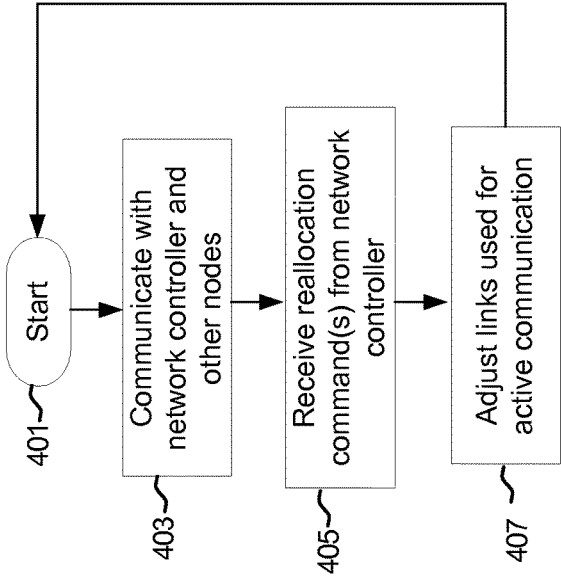 401
Start
403
Communicate with
network controller and
other nodes
405
Receive reallocation
command(s) from network
controller
407
Adjust links used for
active communication